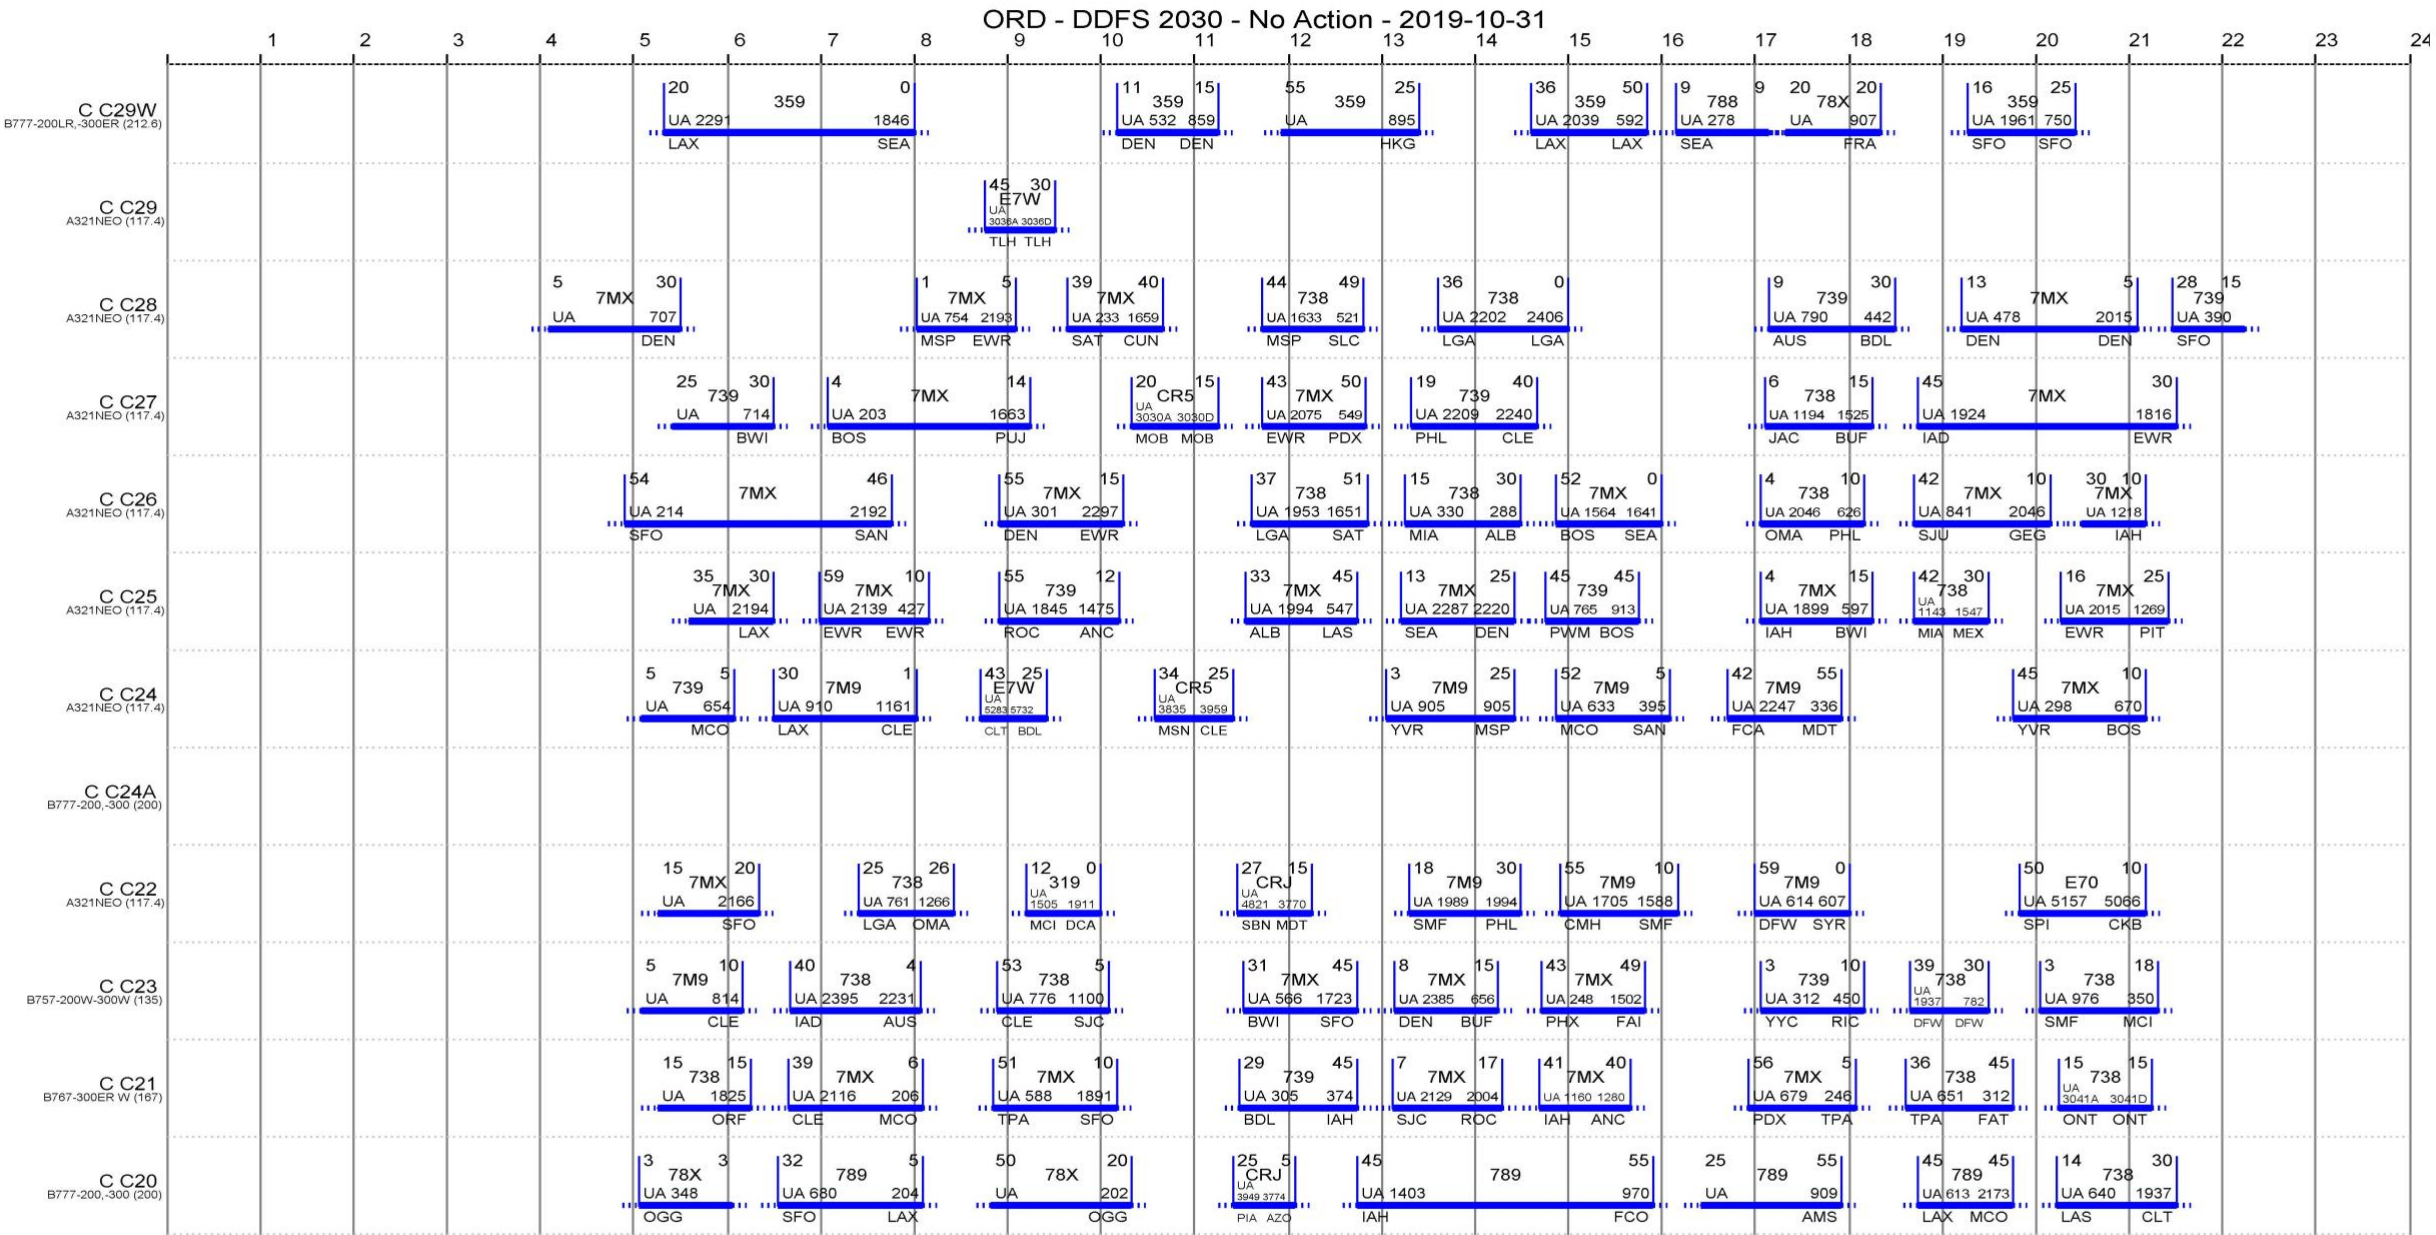 ORD - DDFS 2030 - No Action - 2019-10-31
1 2 3 4 5 6 7 8 9 10 11 12 13 14 15 16 17 18 19 20 21 22 23 24
20 0 11 15 55 25 36 50 9 9 20 20 16 25
359 359 359 359 788 78X 359
C C29W
B777-200LR,-300ER (212.6)
UA 2291 1846 UA 532 859 UA 895 UA 2039 592 UA 278 UA 907 UA 1961 750
LAX SEA DEN DEN HKG LAX LAX SEA FRA SFO SFO
45 30
E7W
C C29
A321NEO (117.4)
UA
3036A 3036D
TLH TLH
5 30 1 5 39 40 44 49 36 0 9 30 13 5 28 15
7MX 7MX 7MX 738 738 739 7MX 739
C C28
A321NEO (117.4)
UA 707 UA 754 2193 UA 233 1659 UA 1633 521 UA 2202 2406 UA 790 442 UA 478 2015 UA 390
DEN MSP EWR SAT CUN MSP SLC LGA LGA AUS BDL DEN DEN SFO
25 30 4 14 20 15 43 50 19 40 6 15 45 30
739 7MX CR5 7MX 739 738 7MX
C C27
A321NEO (117.4)
UA 714 UA 203 1663 UA 3030A 3030D UA 2075 549 UA 2209 2240 UA 1194 1525 UA 1924 1816
BWI BOS PUJ MOB MOB EWR PDX PHL CLE JAC BUF IAD EWR
54 46 55 15 37 51 15 30 52 0 4 10 42 10 30 10
7MX 7MX 738 738 7MX 738 7MX 7MX
C C26
A321NEO (117.4)
UA 214 2192 UA 301 2297 UA 1953 1651 UA 330 288 UA 1564 1641 UA 2046 626 UA 841 2046 UA 1218
SFO SAN DEN EWR LGA SAT MIA ALB BOS SEA OMA PHL SJU GEG IAH
35 30 59 10 55 12 33 45 13 25 45 45 4 15 42 30 16 25
7MX 7MX 739 7MX 7MX 739 7MX 738 7MX
C C25
A321NEO (117.4)
UA 2194 UA 2139 427 UA 1845 1475 UA 1994 547 UA 2287 2220 UA 765 913 UA 1899 597 UA 1143 1547 UA 2015 1269
LAX EWR EWR ROC ANC ALB LAS SEA DEN PWM BOS IAH BWI MIA MEX EWR PIT
5 5 30 1 43 25 34 25 3 25 52 5 42 55 45 10
739 7M9 E7W CR5 7M9 7M9 7M9 7MX
C C24
A321NEO (117.4)
UA 654 UA 910 1161 UA 5283 5732 UA 3835 3959 UA 905 905 UA 633 395 UA 2247 336 UA 298 670
MCO LAX CLE CLT BDL MSN CLE YVR MSP MCO SAN FCA MDT YVR BOS
C C24A
B777-200,-300 (200)
15 20 25 26 12 0 27 15 18 30 55 10 59 0 50 10
7MX 738 319 CRJ 7M9 7M9 7M9 E70
C C22
A321NEO (117.4)
UA 2166 UA 761 1266 UA 1505 1911 UA 4821 3770 UA 1989 1994 UA 1705 1588 UA 614 607 UA 5157 5066
SFO LGA OMA MCI DCA SBN MDT SMF PHL CMH SMF DFW SYR SPI CKB
5 10 40 4 53 5 31 45 8 15 43 49 3 10 39 30 3 18
7M9 738 738 7MX 7MX 7MX 739 738 738
C C23
B757-200W-300W (135)
UA 814 UA 2395 2231 UA 776 1100 UA 566 1723 UA 2385 656 UA 248 1502 UA 312 450 UA 1937 782 UA 976 350
CLE IAD AUS CLE SJC BWI SFO DEN BUF PHX FAI YYC RIC DFW DFW SMF MCI
15 15 39 6 51 10 29 45 7 17 41 40 56 5 36 45 15 15
738 7MX 7MX 739 7MX 7MX 7MX 738 738
C C21
B767-300ER W (167)
UA 1825 UA 2116 206 UA 588 1891 UA 305 374 UA 2129 2004 UA 1160 1280 UA 679 246 UA 651 312 UA 3041A 3041D
ORF CLE MCO TPA SFO BDL IAH SJC ROC IAH ANC PDX TPA TPA FAT ONT ONT
3 3 32 5 50 20 25 5 45 55 25 55 45 45 14 30
78X 789 78X CRJ 789 789 789 738
C C20
B777-200,-300 (200)
UA 348 UA 680 204 UA 202 UA 3949 3774 UA 1403 970 UA 909 UA 613 2173 UA 640 1937
OGG SFO LAX OGG PIA AZO IAH FCO AMS LAX MCO LAS CLT